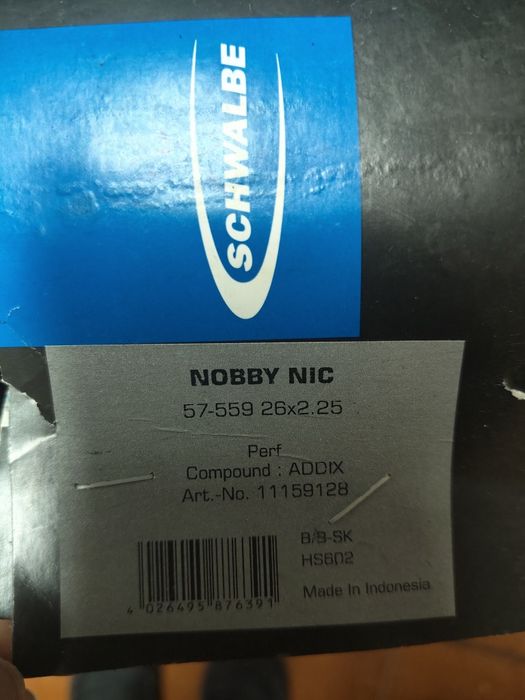 SCHWALBE
NOBBY NIC
57-559 26x2.25
Perf
Compound : ADDIX
Art.-No. 11159128
B/B-SK
HS602
Made In Indonesia
4 026495 876391